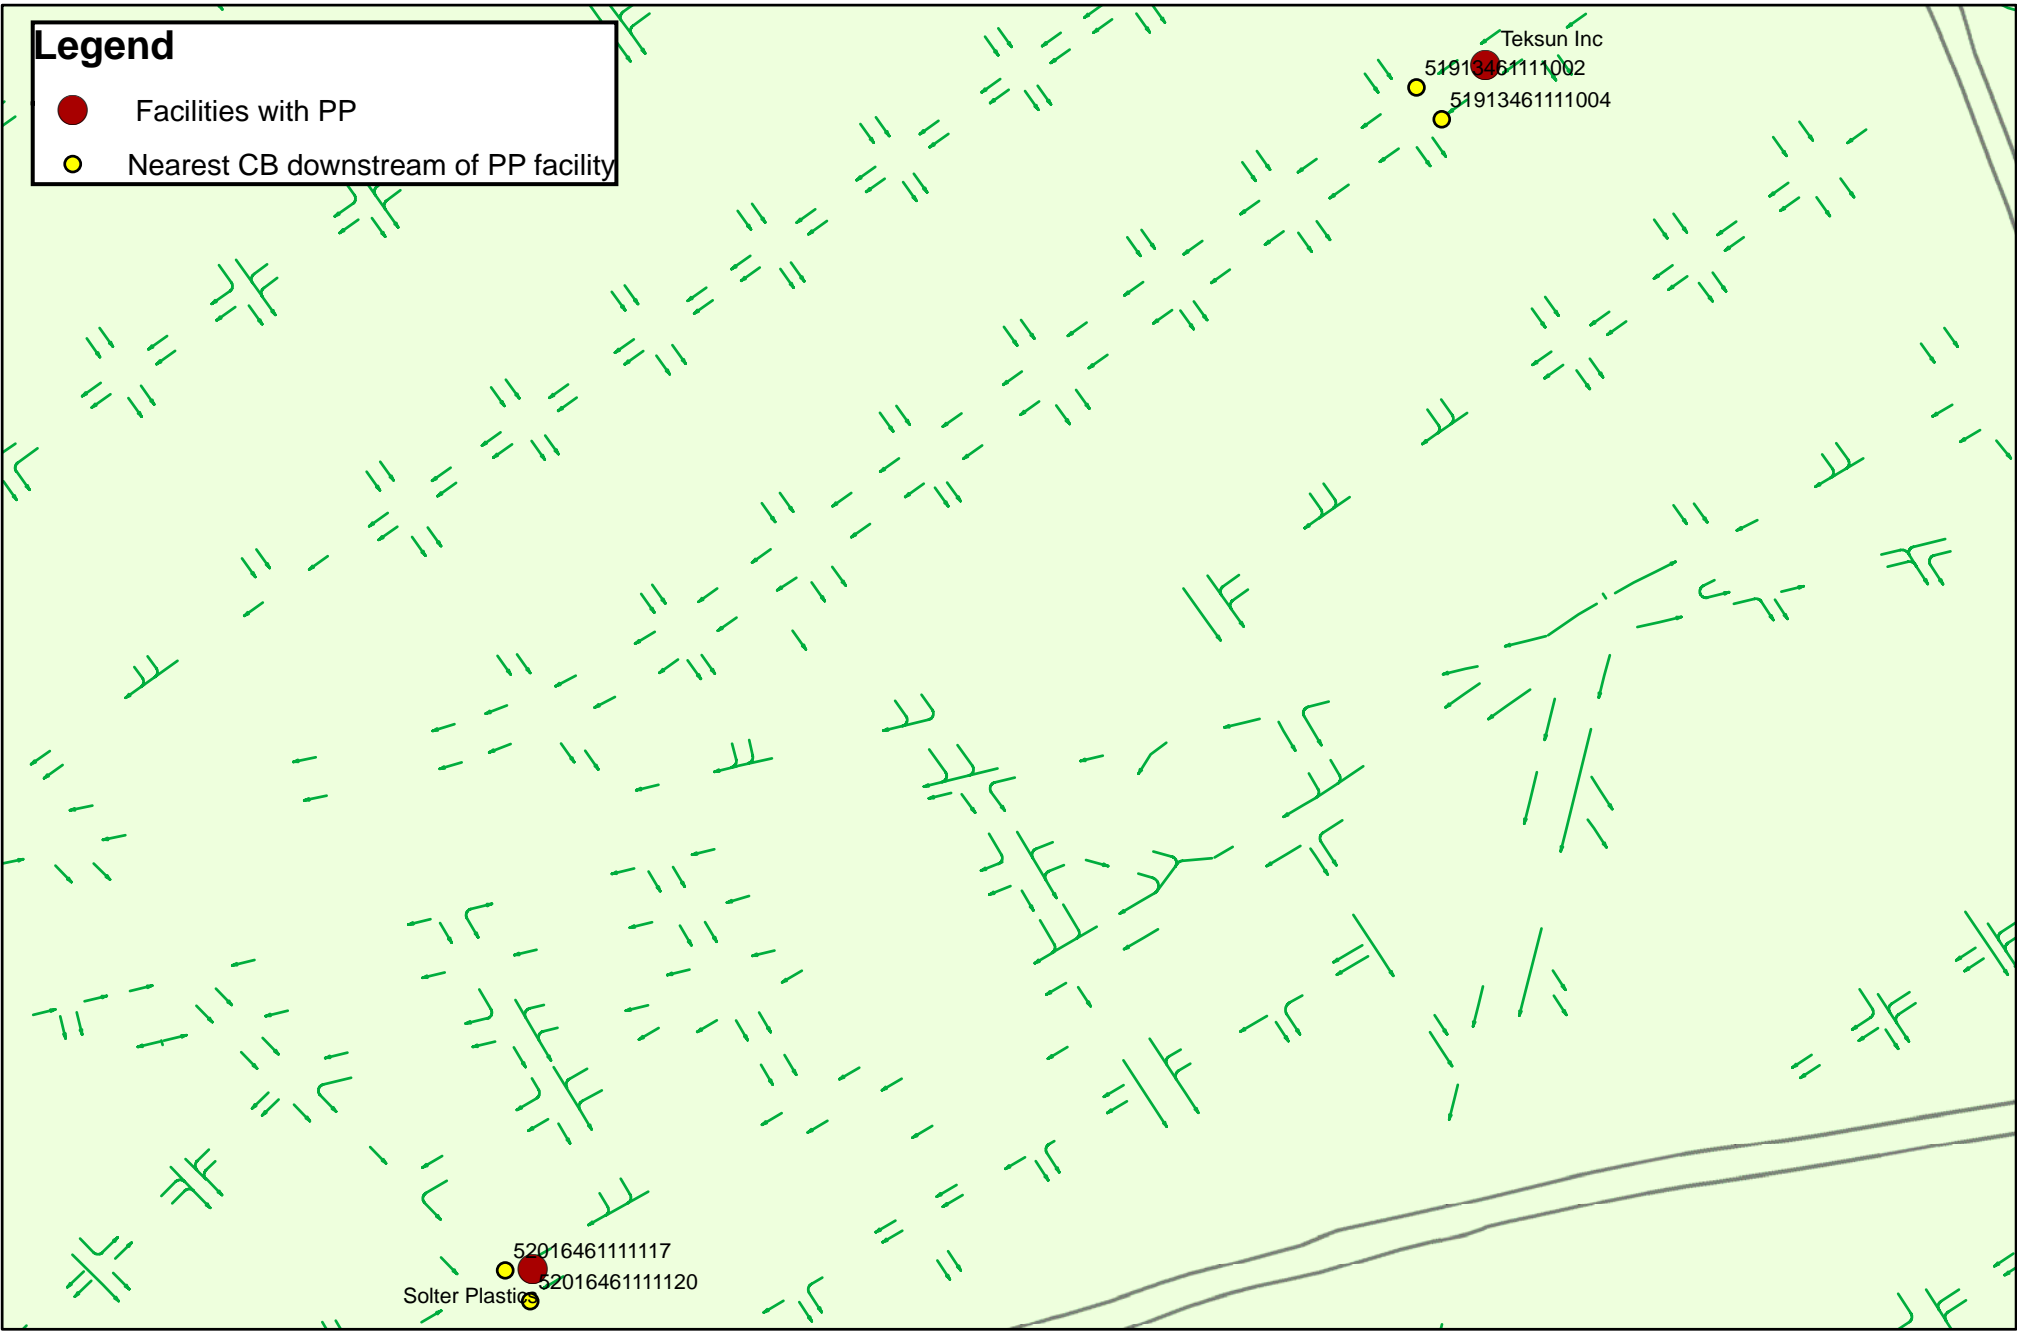 Legend
Facilities with PP
Nearest CB downstream of PP facility
Teksun Inc
51913461111002
51913461111004
52016461111117
52016461111120
Solter Plastics